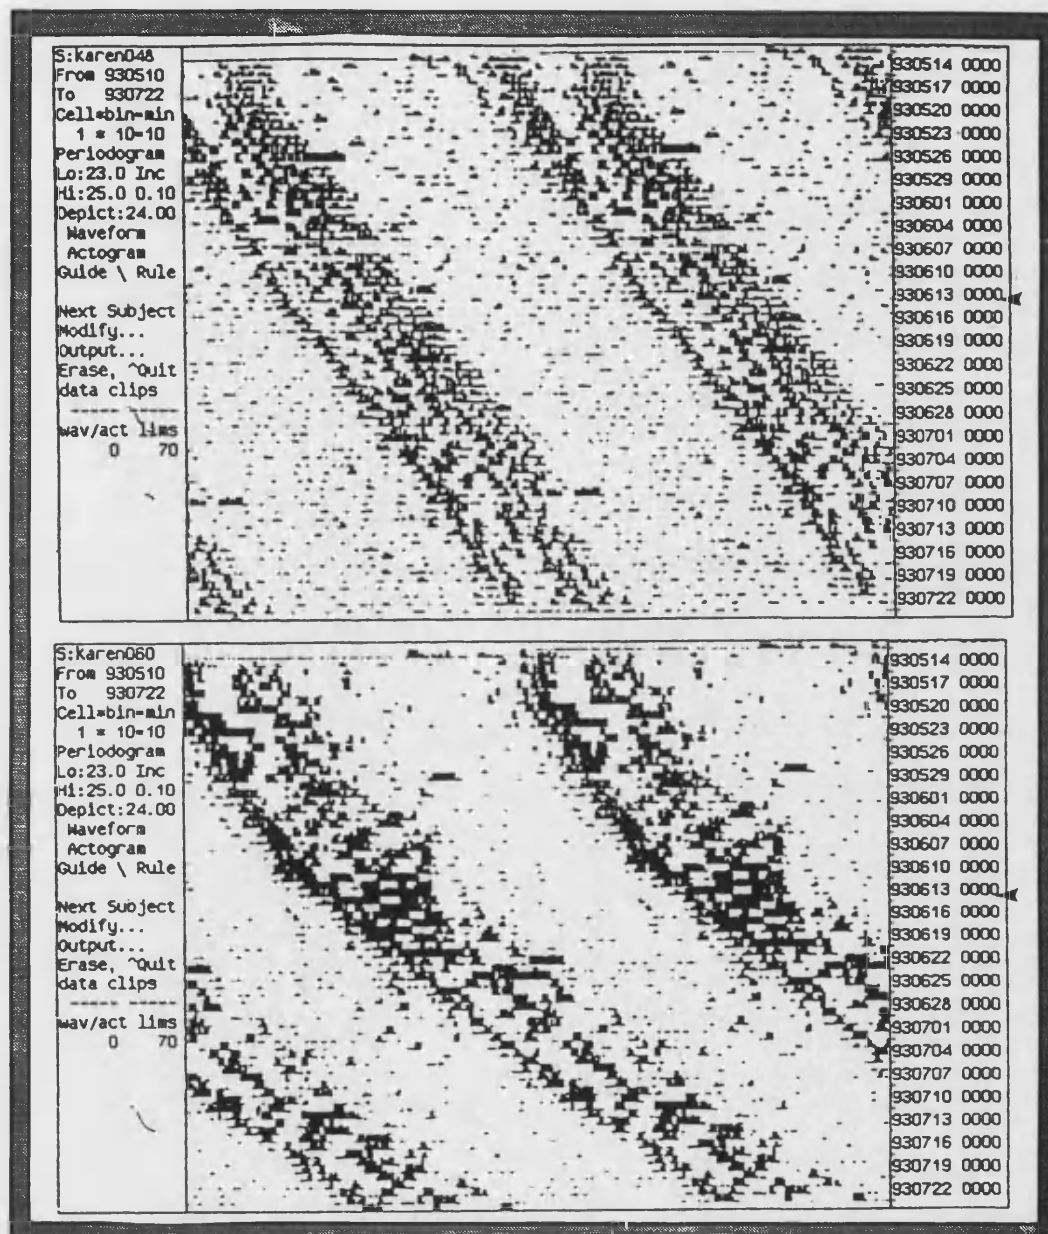 S:karen048
From 930510
To 930722
Cell*bin=min
1 * 10=10
Periodogram
Lo:23.0 Inc
Hi:25.0 0.10
Depict:24.00
Waveform
Actogram
Guide \ Rule
Next Subject
Modify...
Output...
Erase, ^Quit
data clips
wav/act lims
0 70
930514 0000
930517 0000
930520 0000
930523 0000
930526 0000
930529 0000
930601 0000
930604 0000
930607 0000
930610 0000
930613 0000
930616 0000
930619 0000
930622 0000
930625 0000
930628 0000
930701 0000
930704 0000
930707 0000
930710 0000
930713 0000
930716 0000
930719 0000
930722 0000
S:karen060
From 930510
To 930722
Cell*bin=min
1 * 10=10
Periodogram
Lo:23.0 Inc
Hi:25.0 0.10
Depict:24.00
Waveform
Actogram
Guide \ Rule
Next Subject
Modify...
Output...
Erase, ^Quit
data clips
wav/act lims
0 70
930514 0000
930517 0000
930520 0000
930523 0000
930526 0000
930529 0000
930601 0000
930604 0000
930607 0000
930610 0000
930613 0000
930616 0000
930619 0000
930622 0000
930625 0000
930628 0000
930701 0000
930704 0000
930707 0000
930710 0000
930713 0000
930716 0000
930719 0000
930722 0000